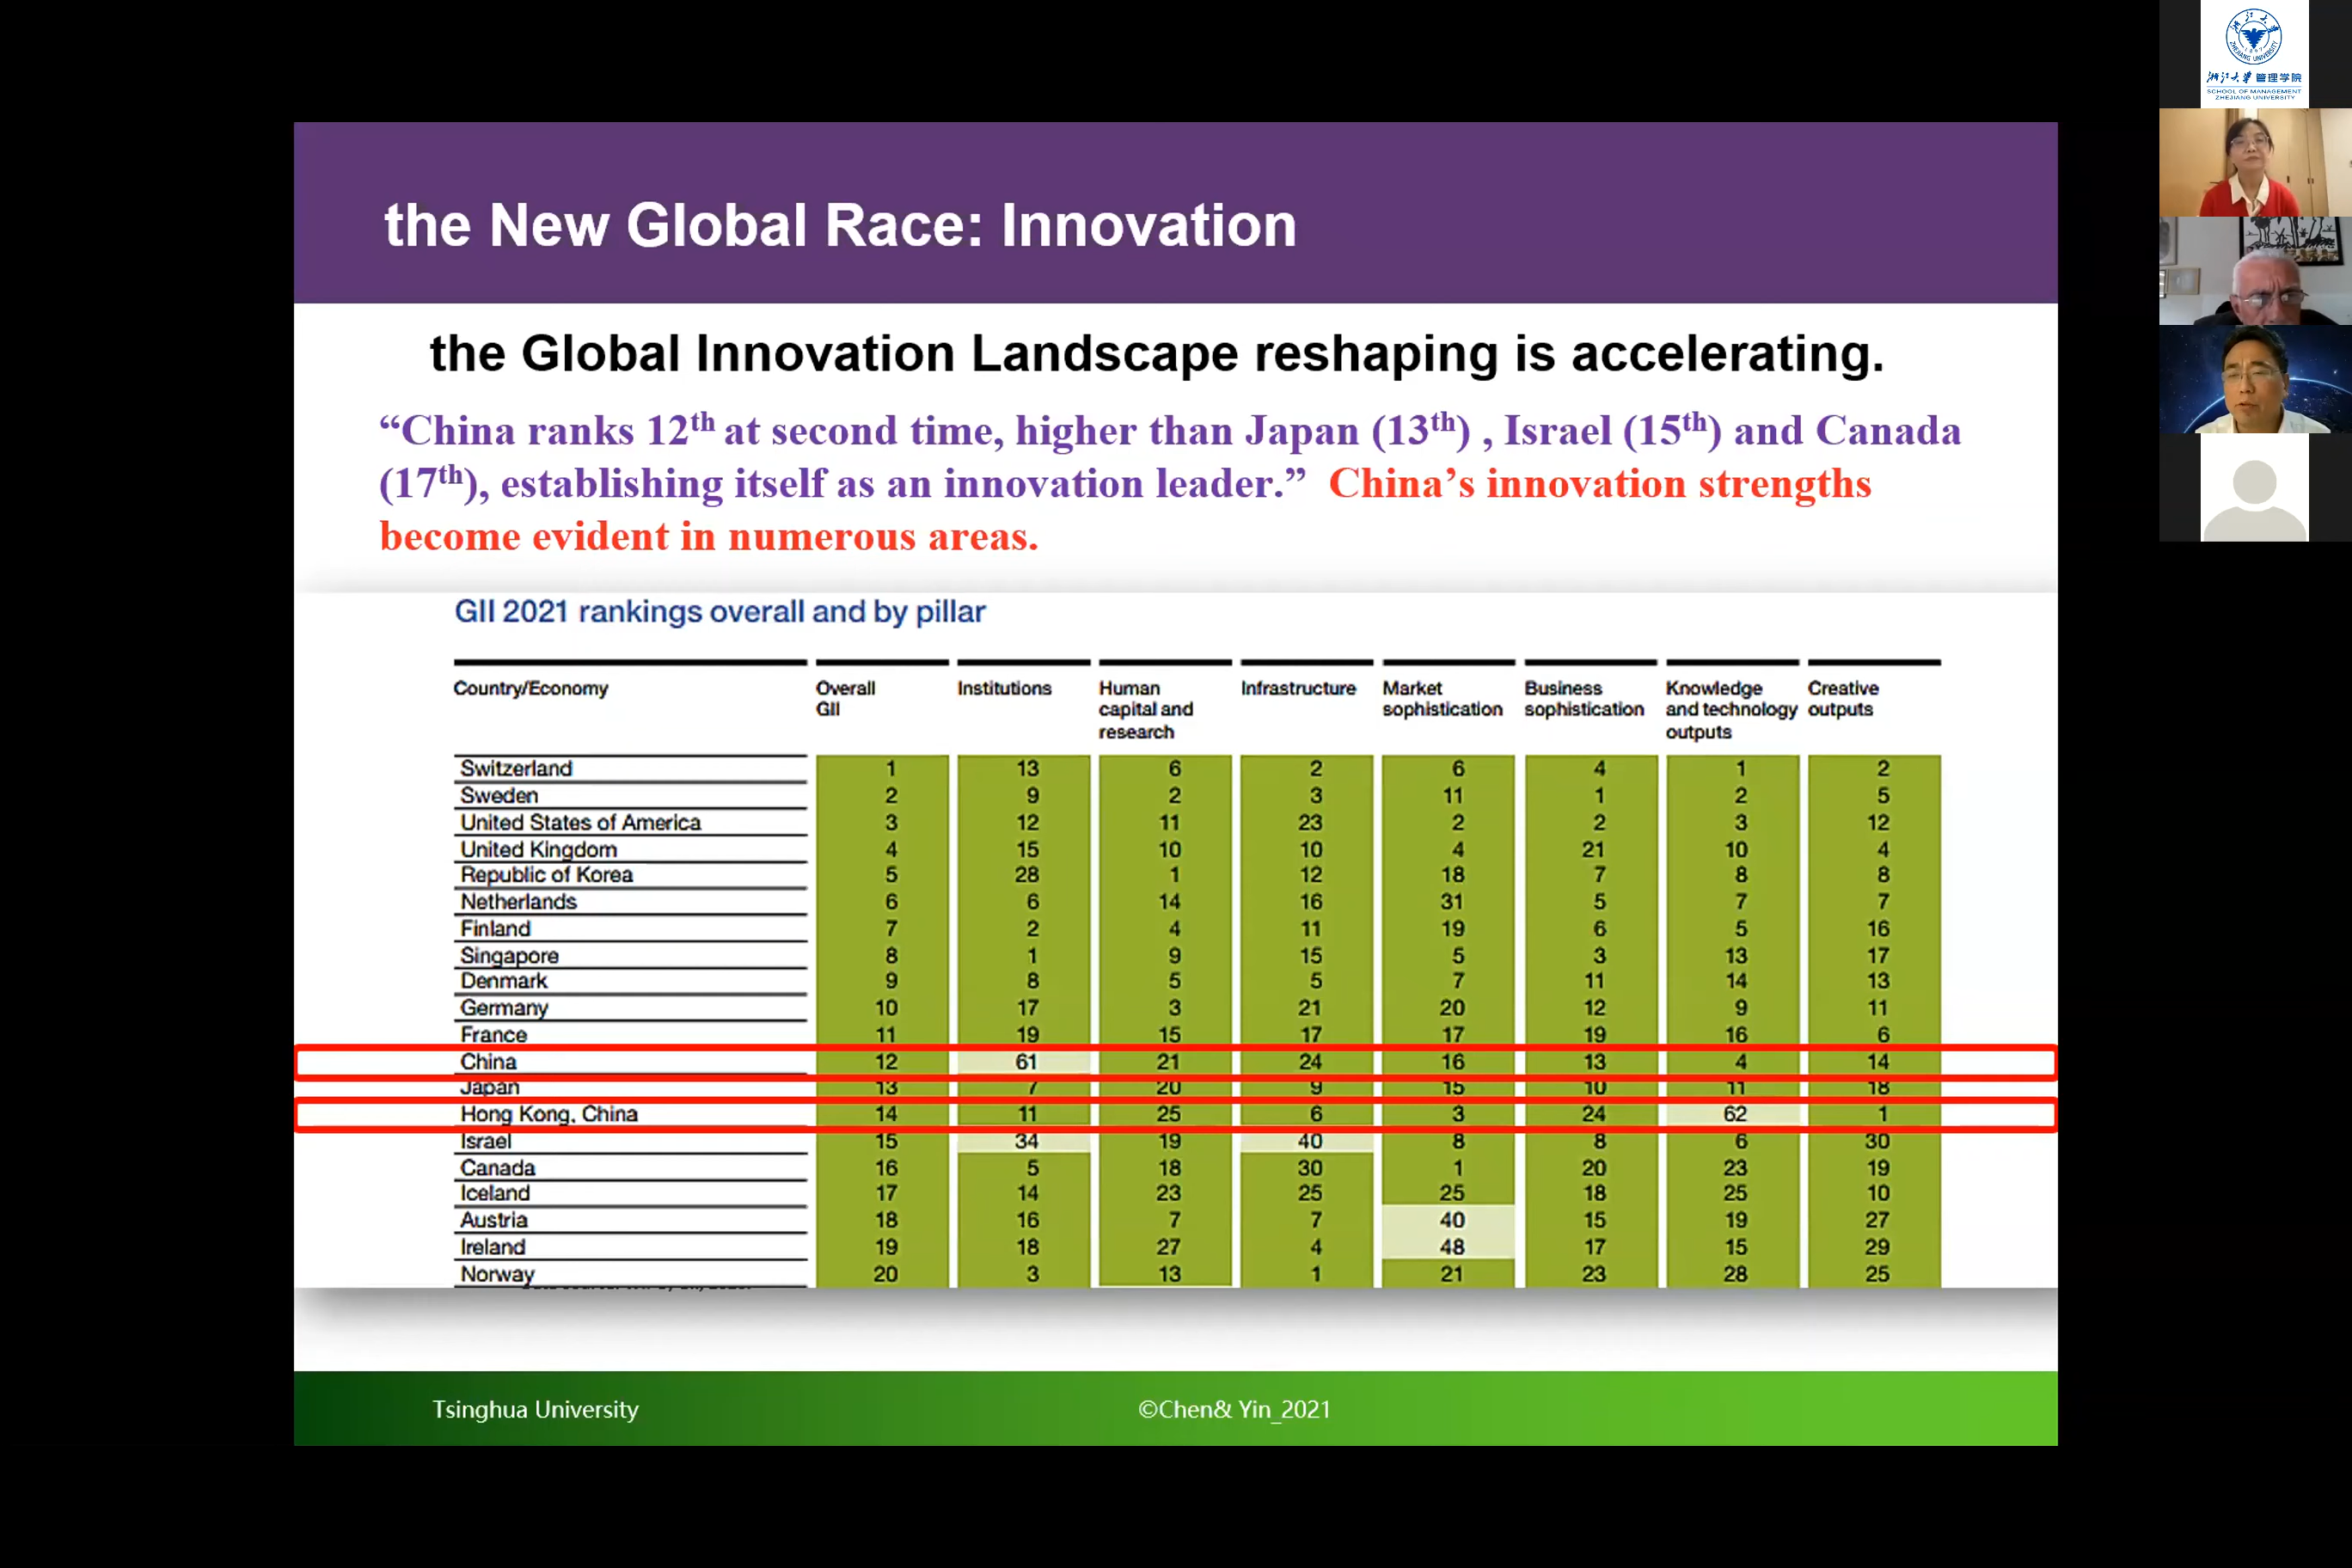 the New Global Race: Innovation
the Global Innovation Landscape reshaping is accelerating.
“China ranks 12th at second time, higher than Japan (13th) , Israel (15th) and Canada
(17th), establishing itself as an innovation leader.” China’s innovation strengths
become evident in numerous areas.
GII 2021 rankings overall and by pillar
Country/Economy Overall GII Institutions Human capital and research Infrastructure Market sophistication Business sophistication Knowledge and technology outputs Creative outputs
Switzerland 1 13 6 2 6 4 1 2
Sweden 2 9 2 3 11 1 2 5
United States of America 3 12 11 23 2 2 3 12
United Kingdom 4 15 10 10 4 21 10 4
Republic of Korea 5 28 1 12 18 7 8 8
Netherlands 6 6 14 16 31 5 7 7
Finland 7 2 4 11 19 6 5 16
Singapore 8 1 9 15 5 3 13 17
Denmark 9 8 5 5 7 11 14 13
Germany 10 17 3 21 20 12 9 11
France 11 19 15 17 17 19 16 6
China 12 61 21 24 16 13 4 14
Japan 13 7 20 9 15 10 11 18
Hong Kong, China 14 11 25 6 3 24 62 1
Israel 15 34 19 40 8 8 6 30
Canada 16 5 18 30 1 20 23 19
Iceland 17 14 23 25 25 18 25 10
Austria 18 16 7 7 40 15 19 27
Ireland 19 18 27 4 48 17 15 29
Norway 20 3 13 1 21 23 28 25
Tsinghua University
©Chen& Yin_2021
浙江大學 管理学院
SCHOOL OF MANAGEMENT
ZHEJIANG UNIVERSITY